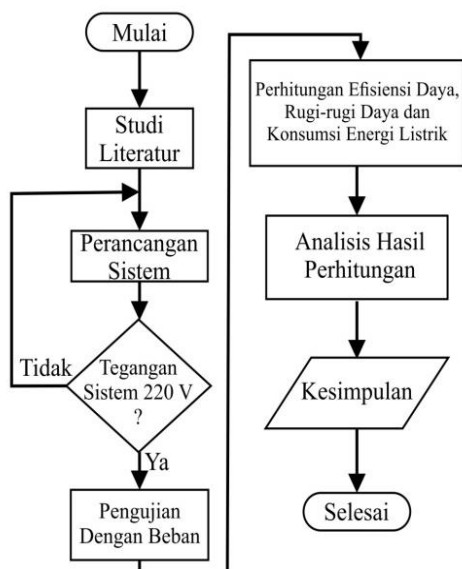 Mulai
Studi
Literatur
Perancangan
Sistem
Tidak
Tegangan
Sistem 220 V
?
Ya
Pengujian
Dengan Beban
Perhitungan Efisiensi Daya,
Rugi-rugi Daya dan
Konsumsi Energi Listrik
Analisis Hasil
Perhitungan
Kesimpulan
Selesai